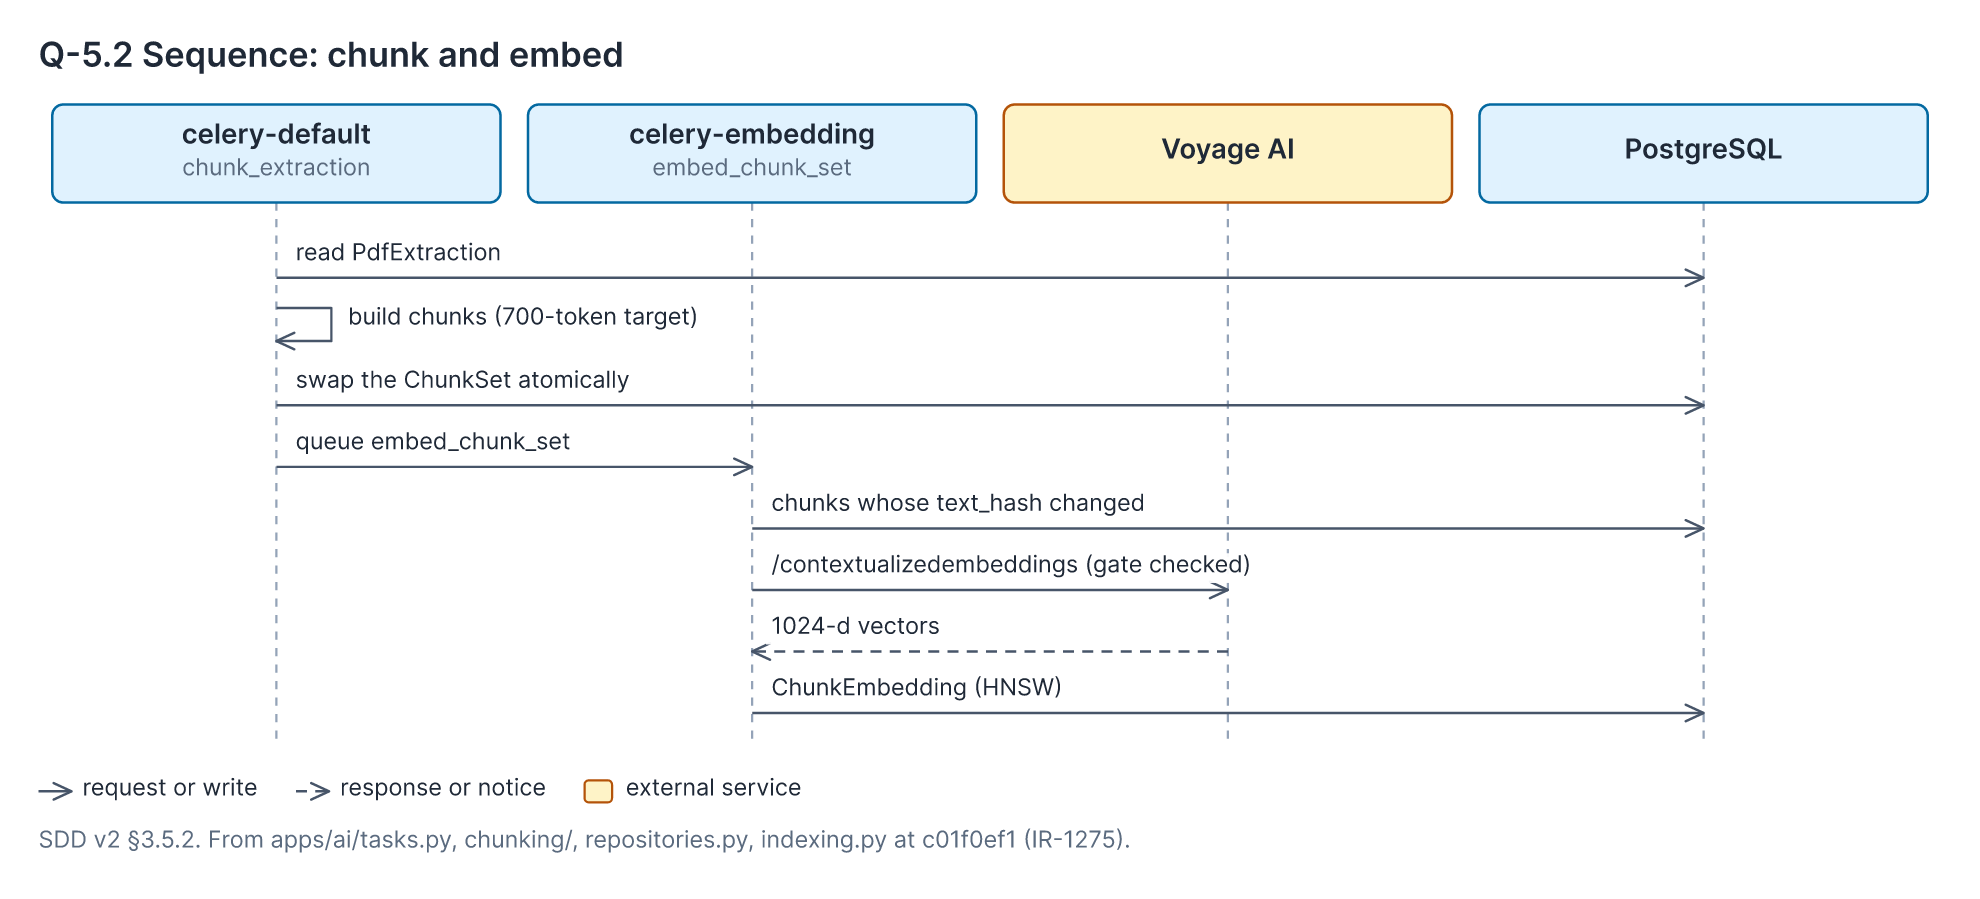 Q-5.2 Sequence: chunk and embed
celery-default
chunk_extraction
celery-embedding
embed_chunk_set
Voyage AI
PostgreSQL
read PdfExtraction
build chunks (700-token target)
swap the ChunkSet atomically
queue embed_chunk_set
chunks whose text_hash changed
/contextualizedembeddings (gate checked)
1024-d vectors
ChunkEmbedding (HNSW)
request or write
response or notice
external service
SDD v2 §3.5.2. From apps/ai/tasks.py, chunking/, repositories.py, indexing.py at c01f0ef1 (IR-1275).